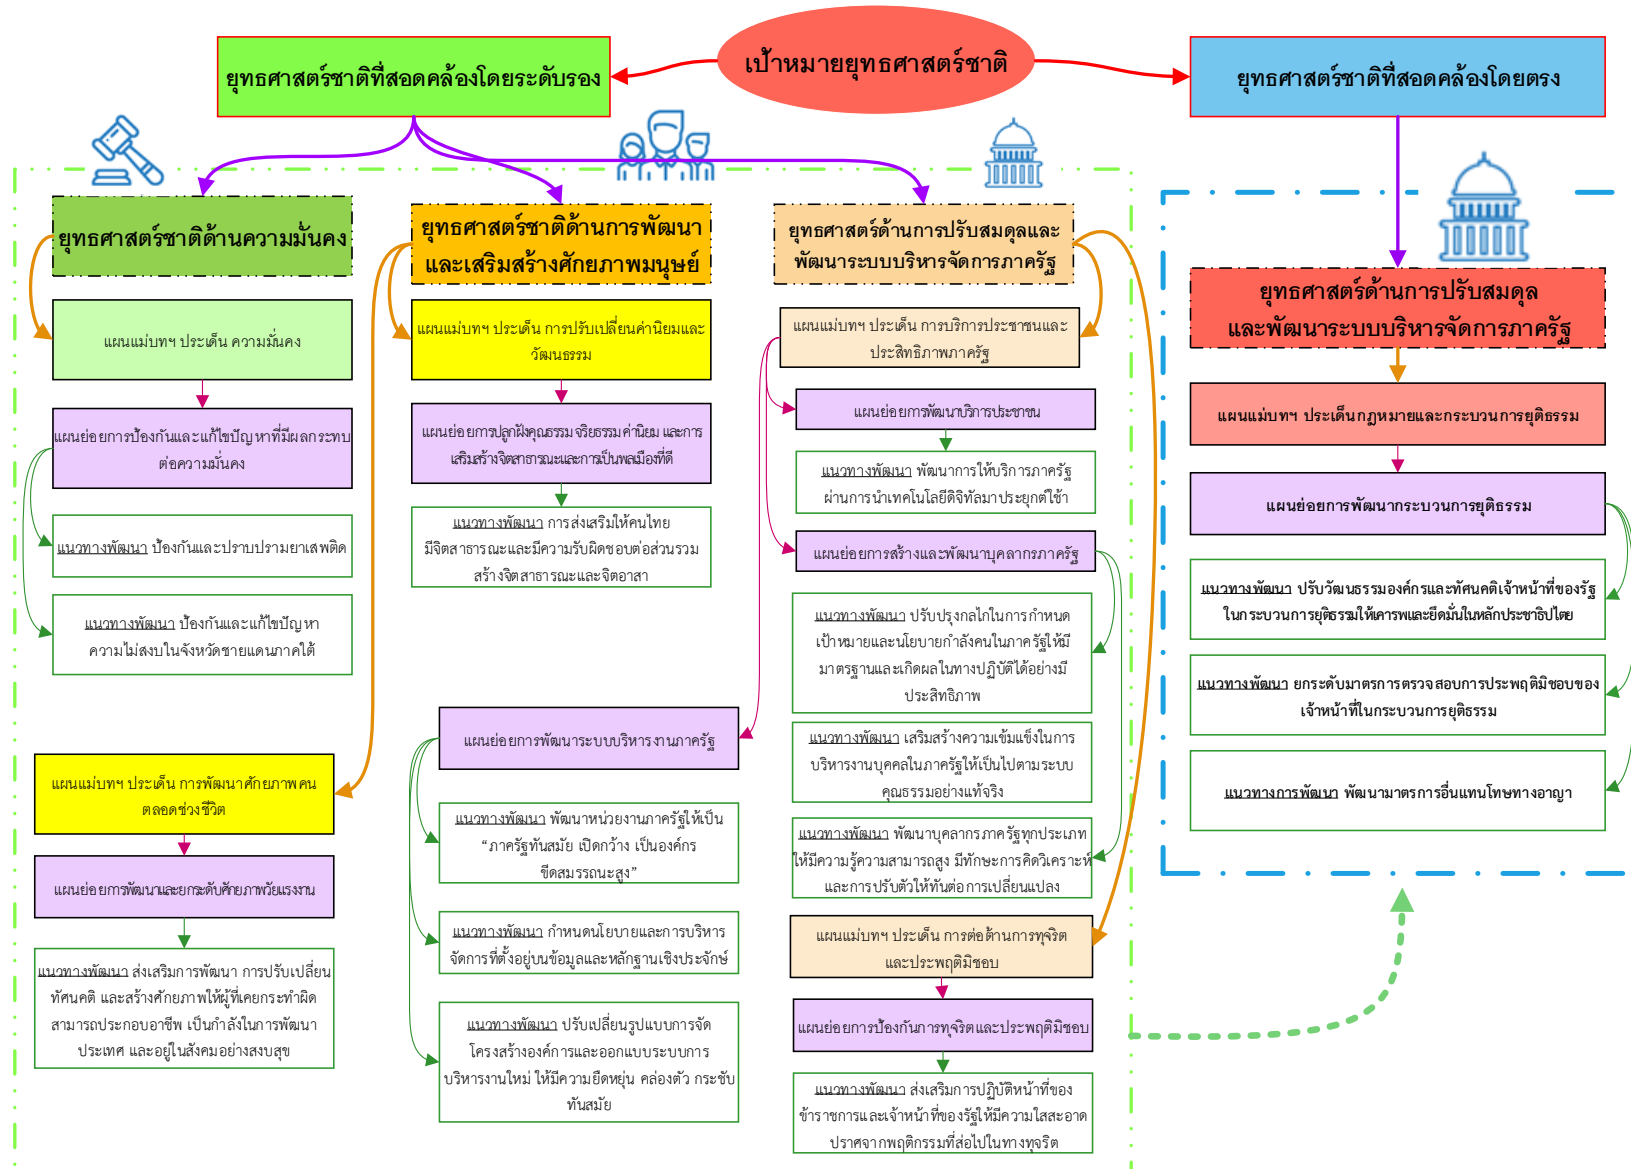 เป้าหมายยุทธศาสตร์ชาติ
ยุทธศาสตร์ชาติที่สอดคล้องโดยระดับรอง
ยุทธศาสตร์ชาติที่สอดคล้องโดยตรง
ยุทธศาสตร์ชาติด้านความมั่นคง
แผนแม่บทฯ ประเด็น ความมั่นคง
แผนย่อยการป้องกันและแก้ไขปัญหาที่มีผลกระทบ
ต่อความมั่นคง
แนวทางพัฒนา ป้องกันและปราบปรามยาเสพติด
แนวทางพัฒนา ป้องกันและแก้ไขปัญหา
ความไม่สงบในจังหวัดชายแดนภาคใต้
ยุทธศาสตร์ชาติด้านการพัฒนา
และเสริมสร้างศักยภาพมนุษย์
แผนแม่บทฯ ประเด็น การปรับเปลี่ยนค่านิยมและ
วัฒนธรรม
แผนย่อยการปลูกฝังคุณธรรม จริยธรรม ค่านิยม และการ
เสริมสร้างจิตสาธารณะและการเป็นพลเมืองที่ดี
แนวทางพัฒนา การส่งเสริมให้คนไทย
มีจิตสาธารณะและมีความรับผิดชอบต่อส่วนรวม
สร้างจิตสาธารณะและจิตอาสา
แผนแม่บทฯ ประเด็น การพัฒนาศักยภาพคน
ตลอดช่วงชีวิต
แผนย่อยการพัฒนาและยกระดับศักยภาพวัยแรงงาน
แนวทางพัฒนา ส่งเสริมการพัฒนา การปรับเปลี่ยน
ทัศนคติ และสร้างศักยภาพให้ผู้ที่เคยกระทำผิด
สามารถประกอบอาชีพ เป็นกำลังในการพัฒนา
ประเทศ และอยู่ในสังคมอย่างสงบสุข
ยุทธศาสตร์ด้านการปรับสมดุลและ
พัฒนาระบบบริหารจัดการภาครัฐ
แผนแม่บทฯ ประเด็น การบริการประชาชนและ
ประสิทธิภาพภาครัฐ
แผนย่อยการพัฒนาบริการประชาชน
แนวทางพัฒนา พัฒนาการให้บริการภาครัฐ
ผ่านการนำเทคโนโลยีดิจิทัลมาประยุกต์ใช้
แผนย่อยการสร้างและพัฒนาบุคลากรภาครัฐ
แนวทางพัฒนา ปรับปรุงกลไกในการกำหนด
เป้าหมายและนโยบายกำลังคนในภาครัฐให้มี
มาตรฐานและเกิดผลในทางปฏิบัติได้อย่างมี
ประสิทธิภาพ
แนวทางพัฒนา เสริมสร้างความเข้มแข็งในการ
บริหารงานบุคคลในภาครัฐให้เป็นไปตามระบบ
คุณธรรมอย่างแท้จริง
แนวทางพัฒนา พัฒนาบุคลากรภาครัฐทุกประเภท
ให้มีความรู้ความสามารถสูง มีทักษะการคิดวิเคราะห์
และการปรับตัวให้ทันต่อการเปลี่ยนแปลง
แผนย่อยการพัฒนาระบบบริหารงานภาครัฐ
แนวทางพัฒนา พัฒนาหน่วยงานภาครัฐให้เป็น
“ภาครัฐทันสมัย เปิดกว้าง เป็นองค์กร
ขีดสมรรถนะสูง”
แนวทางพัฒนา กำหนดนโยบายและการบริหาร
จัดการที่ตั้งอยู่บนข้อมูลและหลักฐานเชิงประจักษ์
แนวทางพัฒนา ปรับเปลี่ยนรูปแบบการจัด
โครงสร้างองค์การและออกแบบระบบการ
บริหารงานใหม่ ให้มีความยืดหยุ่น คล่องตัว กระชับ
ทันสมัย
แผนแม่บทฯ ประเด็น การต่อต้านการทุจริต
และประพฤติมิชอบ
แผนย่อยการป้องกันการทุจริตและประพฤติมิชอบ
แนวทางพัฒนา ส่งเสริมการปฏิบัติหน้าที่ของ
ข้าราชการและเจ้าหน้าที่ของรัฐให้มีความใสสะอาด
ปราศจากพฤติกรรมที่ส่อไปในทางทุจริต
ยุทธศาสตร์ด้านการปรับสมดุล
และพัฒนาระบบบริหารจัดการภาครัฐ
แผนแม่บทฯ ประเด็นกฎหมายและกระบวนการยุติธรรม
แผนย่อยการพัฒนากระบวนการยุติธรรม
แนวทางพัฒนา ปรับวัฒนธรรมองค์กรและทัศนคติเจ้าหน้าที่ของรัฐ
ในกระบวนการยุติธรรมให้เคารพและยึดมั่นในหลักประชาธิปไตย
แนวทางพัฒนา ยกระดับมาตรการตรวจสอบการประพฤติมิชอบของ
เจ้าหน้าที่ในกระบวนการยุติธรรม
แนวทางการพัฒนา พัฒนามาตรการอื่นแทนโทษทางอาญา